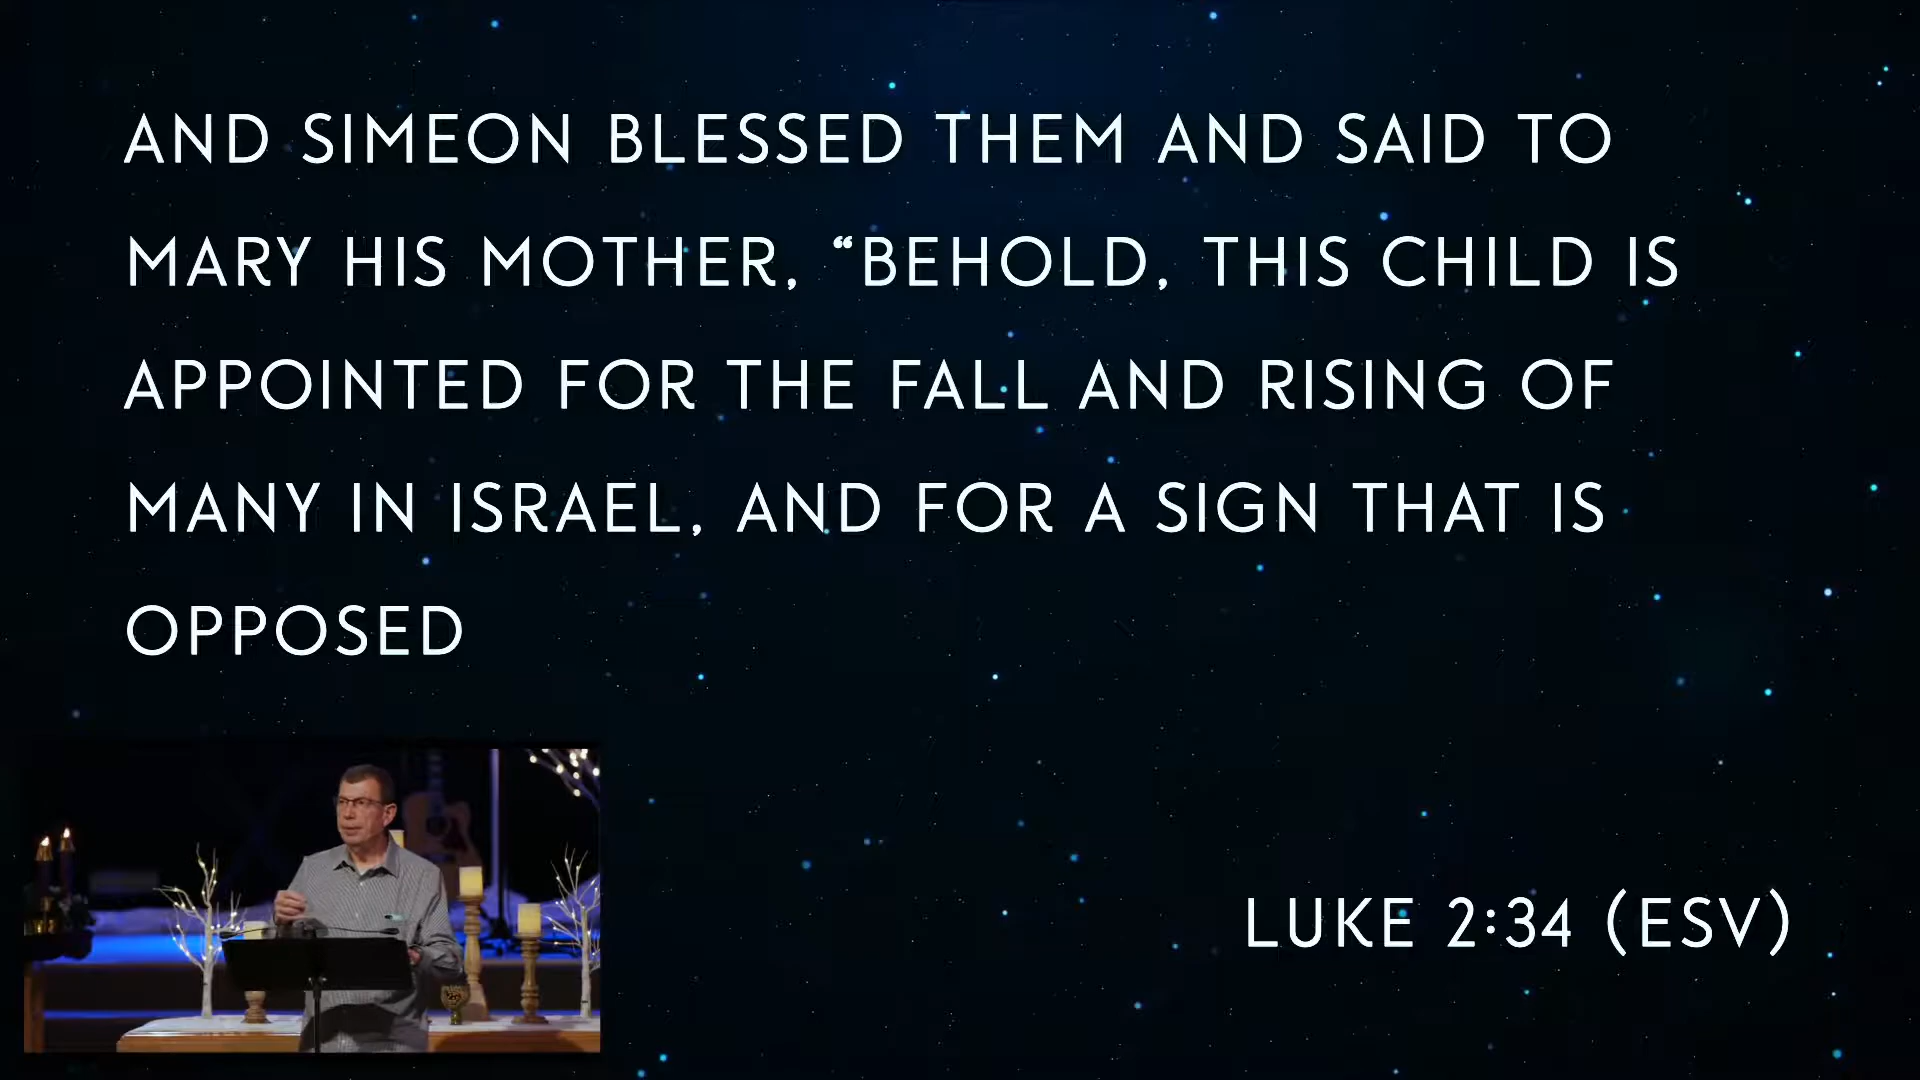 AND SIMEON BLESSED THEM AND SAID TO
MARY HIS MOTHER, “BEHOLD, THIS CHILD IS
APPOINTED FOR THE FALL AND RISING OF
MANY IN ISRAEL, AND FOR A SIGN THAT IS
OPPOSED
LUKE 2:34 (ESV)